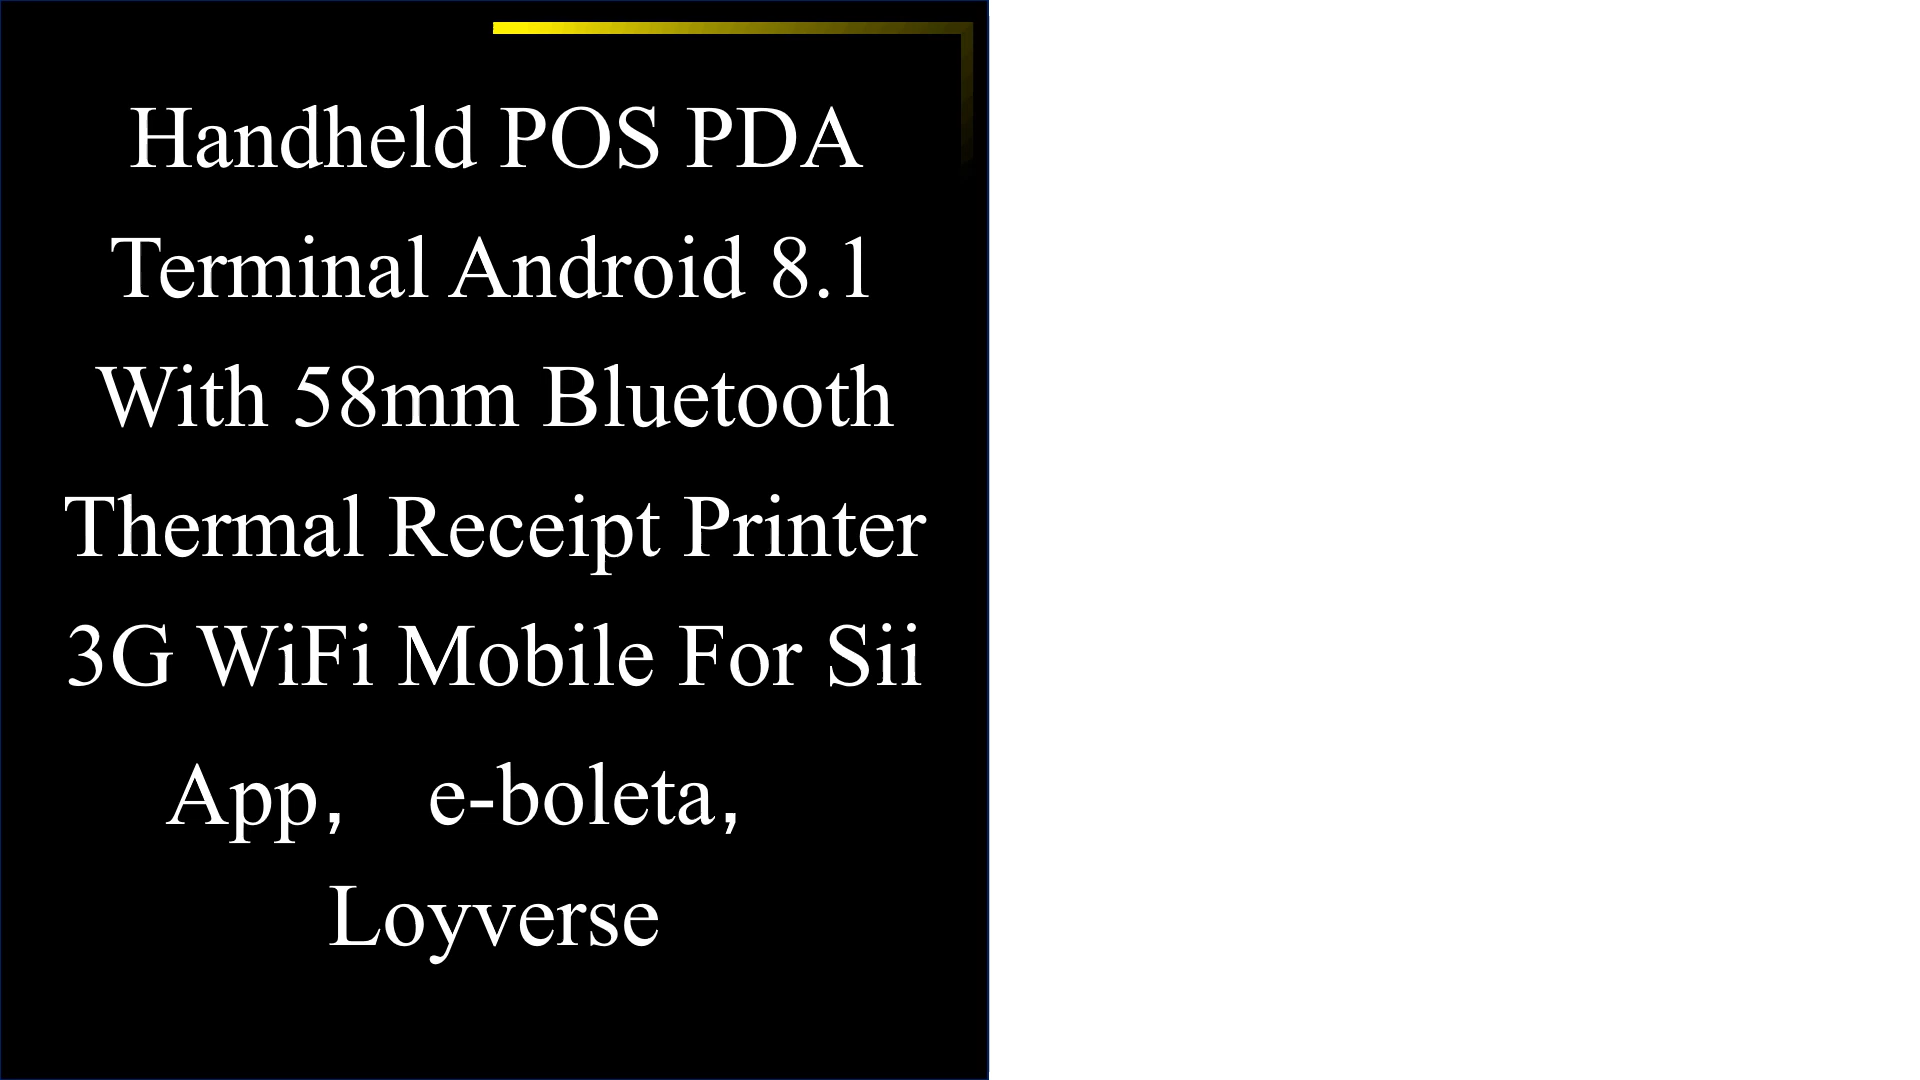 Handheld POS PDA
Terminal Android 8.1
With 58mm Bluetooth
Thermal Receipt Printer
3G WiFi Mobile For Sii
App， e-boleta，
Loyverse